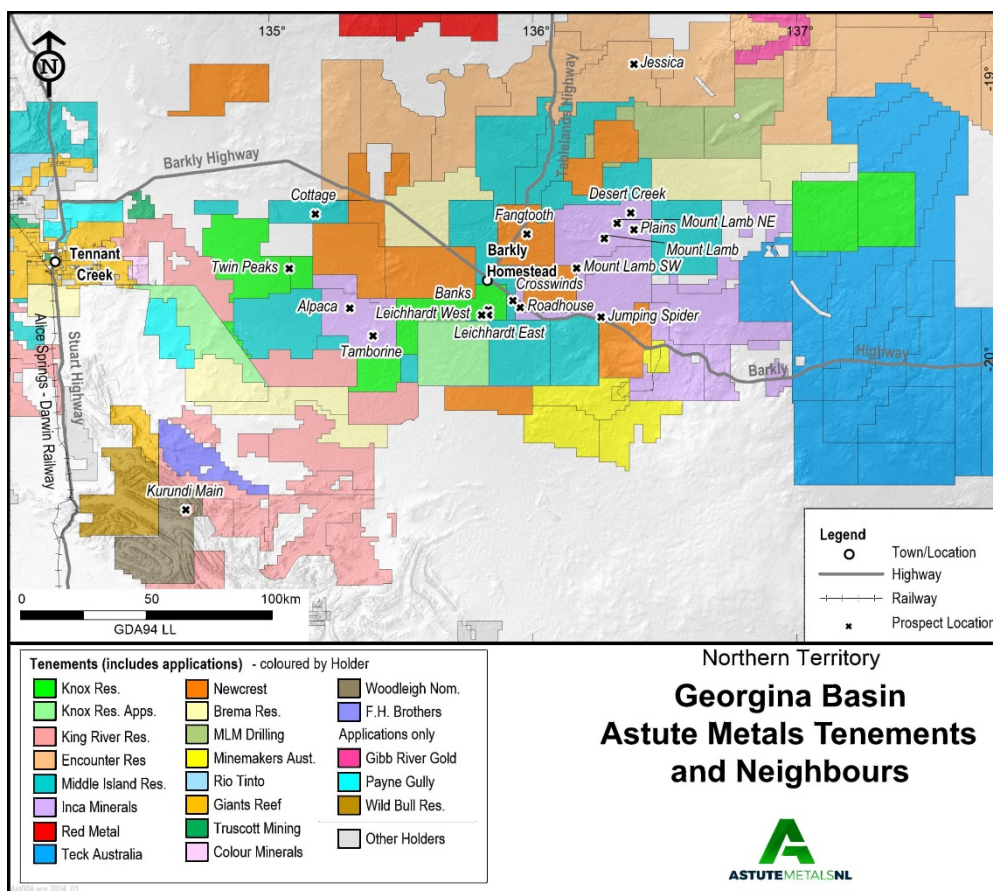 135°
136°
137°
-19°
-20°
N
Jessica
Tablelands Highway
Barkly Highway
Cottage
Desert Creek
Fangtooth
Mount Lamb NE
Plains
Barkly
Homestead
Mount Lamb
Tennant
Creek
Twin Peaks
Mount Lamb SW
Crosswinds
Banks
Alpaca
Leichhardt West
Roadhouse
Jumping Spider
Leichhardt East
Tamborine
Barkly
Highway
Alice Springs - Darwin Railway
Stuart Highway
Kurundi Main
0 50 100km
GDA94 LL
Legend
Town/Location
Highway
Railway
Prospect Location
Tenements (includes applications) - coloured by Holder
Knox Res.
Knox Res. Apps.
King River Res.
Encounter Res
Middle Island Res.
Inca Minerals
Red Metal
Teck Australia
Newcrest
Brema Res.
MLM Drilling
Minemakers Aust.
Rio Tinto
Giants Reef
Truscott Mining
Colour Minerals
Woodleigh Nom.
F.H. Brothers
Applications only
Gibb River Gold
Payne Gully
Wild Bull Res.
Other Holders
Northern Territory
Georgina Basin
Astute Metals Tenements
and Neighbours
ASTUTEMETALSNL